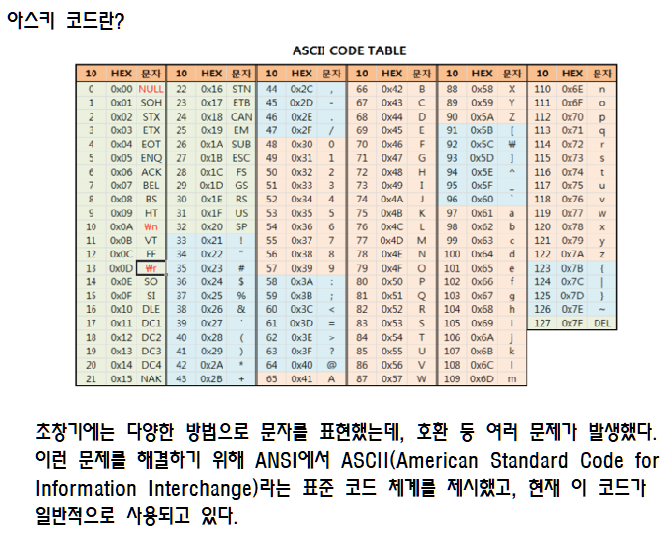 아스키 코드란?
ASCII CODE TABLE
10 HEX 문자 10 HEX 문자 10 HEX 문자 10 HEX 문자 10 HEX 문자 10 HEX 문자
0 0x00 NULL 22 0x16 STN 44 0x2C , 66 0x42 B 88 0x58 X 110 0x6E n
1 0x01 SOH 23 0x17 ETB 45 0x2D - 67 0x43 C 89 0x59 Y 111 0x6F o
2 0x02 STX 24 0x18 CAN 46 0x2E . 68 0x44 D 90 0x5A Z 112 0x70 p
3 0x03 ETX 25 0x19 EM 47 0x2F / 69 0x45 E 91 0x5B [ 113 0x71 q
4 0x04 EOT 26 0x1A SUB 48 0x30 0 70 0x46 F 92 0x5C ₩ 114 0x72 r
5 0x05 ENQ 27 0x1B ESC 49 0x31 1 71 0x47 G 93 0x5D ] 115 0x73 s
6 0x06 ACK 28 0x1C FS 50 0x32 2 72 0x48 H 94 0x5E ^ 116 0x74 t
7 0x07 BEL 29 0x1D GS 51 0x33 3 73 0x49 I 95 0x5F _ 117 0x75 u
8 0x08 BS 30 0x1E RS 52 0x34 4 74 0x4A J 96 0x60 ` 118 0x76 v
9 0x09 HT 31 0x1F US 53 0x35 5 75 0x4B K 97 0x61 a 119 0x77 w
10 0x0A ₩n 32 0x20 SP 54 0x36 6 76 0x4C L 98 0x62 b 120 0x78 x
11 0x0B VT 33 0x21 ! 55 0x37 7 77 0x4D M 99 0x63 c 121 0x79 y
12 0x0C FF 34 0x22 " 56 0x38 8 78 0x4E N 100 0x64 d 122 0x7A z
13 0x0D ₩r 35 0x23 # 57 0x39 9 79 0x4F O 101 0x65 e 123 0x7B {
14 0x0E SO 36 0x24 $ 58 0x3A : 80 0x50 P 102 0x66 f 124 0x7C |
15 0x0F SI 37 0x25 % 59 0x3B ; 81 0x51 Q 103 0x67 g 125 0x7D }
16 0x10 DLE 38 0x26 & 60 0x3C < 82 0x52 R 104 0x68 h 126 0x7E ~
17 0x11 DC1 39 0x27 ' 61 0x3D = 83 0x53 S 105 0x69 i 127 0x7F DEL
18 0x12 DC2 40 0x28 ( 62 0x3E > 84 0x54 T 106 0x6A j
19 0x13 DC3 41 0x29 ) 63 0x3F ? 85 0x55 U 107 0x6B k
20 0x14 DC4 42 0x2A * 64 0x40 @ 86 0x56 V 108 0x6C l
21 0x15 NAK 43 0x2B + 65 0x41 A 87 0x57 W 109 0x6D m
초창기에는 다양한 방법으로 문자를 표현했는데, 호환 등 여러 문제가 발생했다.
이런 문제를 해결하기 위해 ANSI에서 ASCII(American Standard Code for
Information Interchange)라는 표준 코드 체계를 제시했고, 현재 이 코드가
일반적으로 사용되고 있다.